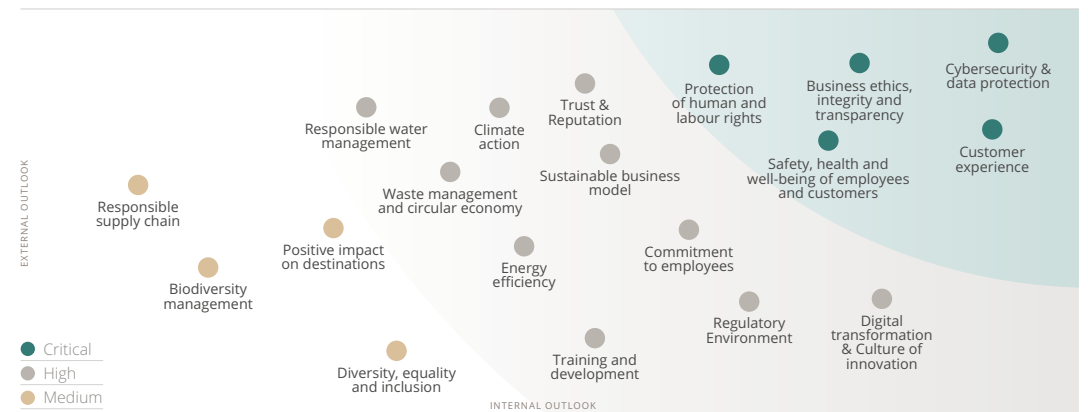 Cybersecurity &
data protection
Protection
of human and
labour rights
Business ethics,
integrity and
transparency
Trust &
Reputation
Responsible water
management
Climate
action
Customer
experience
Safety, health and
well-being of employees
and customers
Sustainable business
model
Waste management
and circular economy
EXTERNAL OUTLOOK
Responsible
supply chain
Positive impact
on destinations
Commitment
to employees
Energy
efficiency
Biodiversity
management
Regulatory
Environment
Digital
transformation
& Culture of
innovation
Training and
development
Diversity, equality
and inclusion
Critical
High
Medium
INTERNAL OUTLOOK